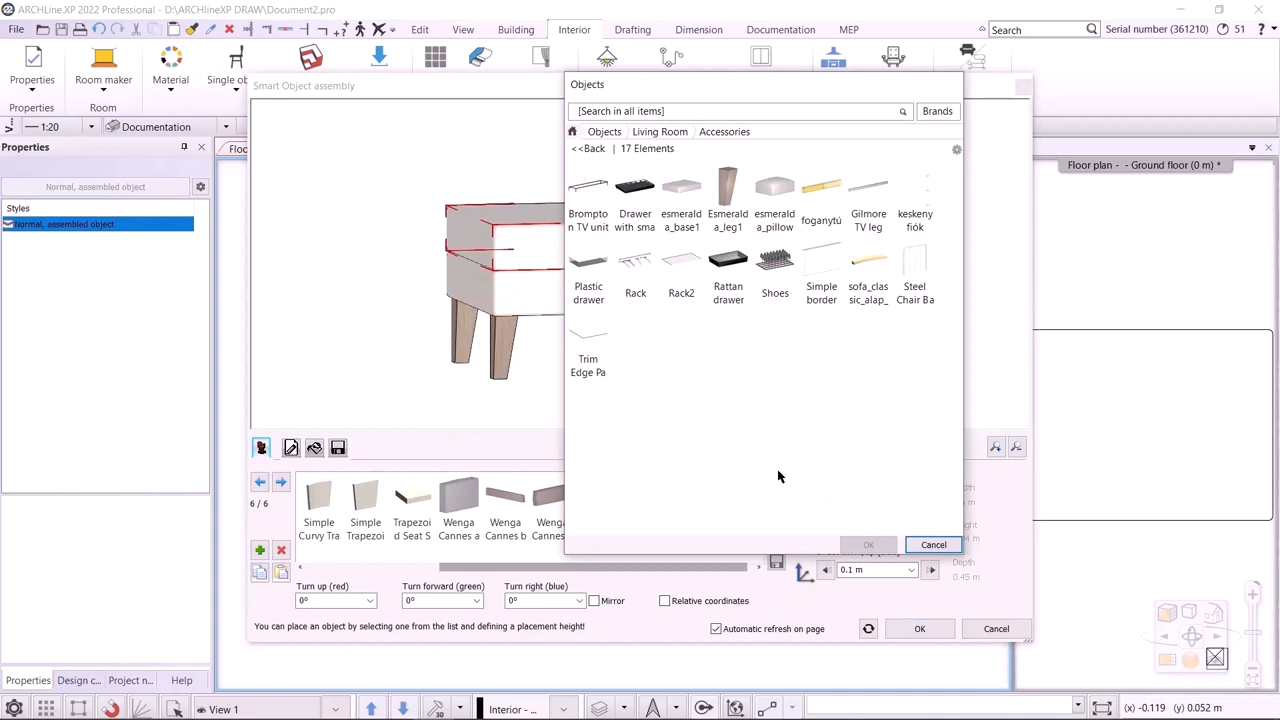 ARCHline.XP 2022 Professional - D:\ARCHlineXP DRAW\Document2.pro
File
Edit View Building Interior Drafting Dimension Documentation MEP
Search
Serial number (361210)
51
Properties Room maker Material
Properties Room
1:20
Documentation
Properties
Normal, assembled object
Styles
Normal, assembled object
Smart Object assembly
Floor plan - - Ground floor (0 m) *
Objects
[Search in all items]
Brands
Objects Living Room Accessories
<<Back | 17 Elements
Brompto
n TV unit
Drawer
with sma
esmerald
a_base1
Esmerald
a_leg1
esmerald
a_pillow
foganytú
Gilmore
TV leg
keskeny
fiók
Plastic
drawer
Rack
Rack2
Rattan
drawer
Shoes
Simple
border
sofa_clas
sic_alap_
Steel
Chair Ba
Trim
Edge Pa
OK
Cancel
6 / 6
Simple
Curvy Tra
Simple
Trapezoi
Trapezoi
d Seat S
Wenga
Cannes a
Wenga
Cannes b
Wenga
Cannes
0.1 m
Depth
0.45 m
Turn up (red)
0°
Turn forward (green)
0°
Turn right (blue)
0°
Mirror
Relative coordinates
You can place an object by selecting one from the list and defining a placement height!
Automatic refresh on page
OK
Cancel
Properties Design c... Project n... Help
View 1
Interior - ...
(x) -0.119 (y) 0.052 m